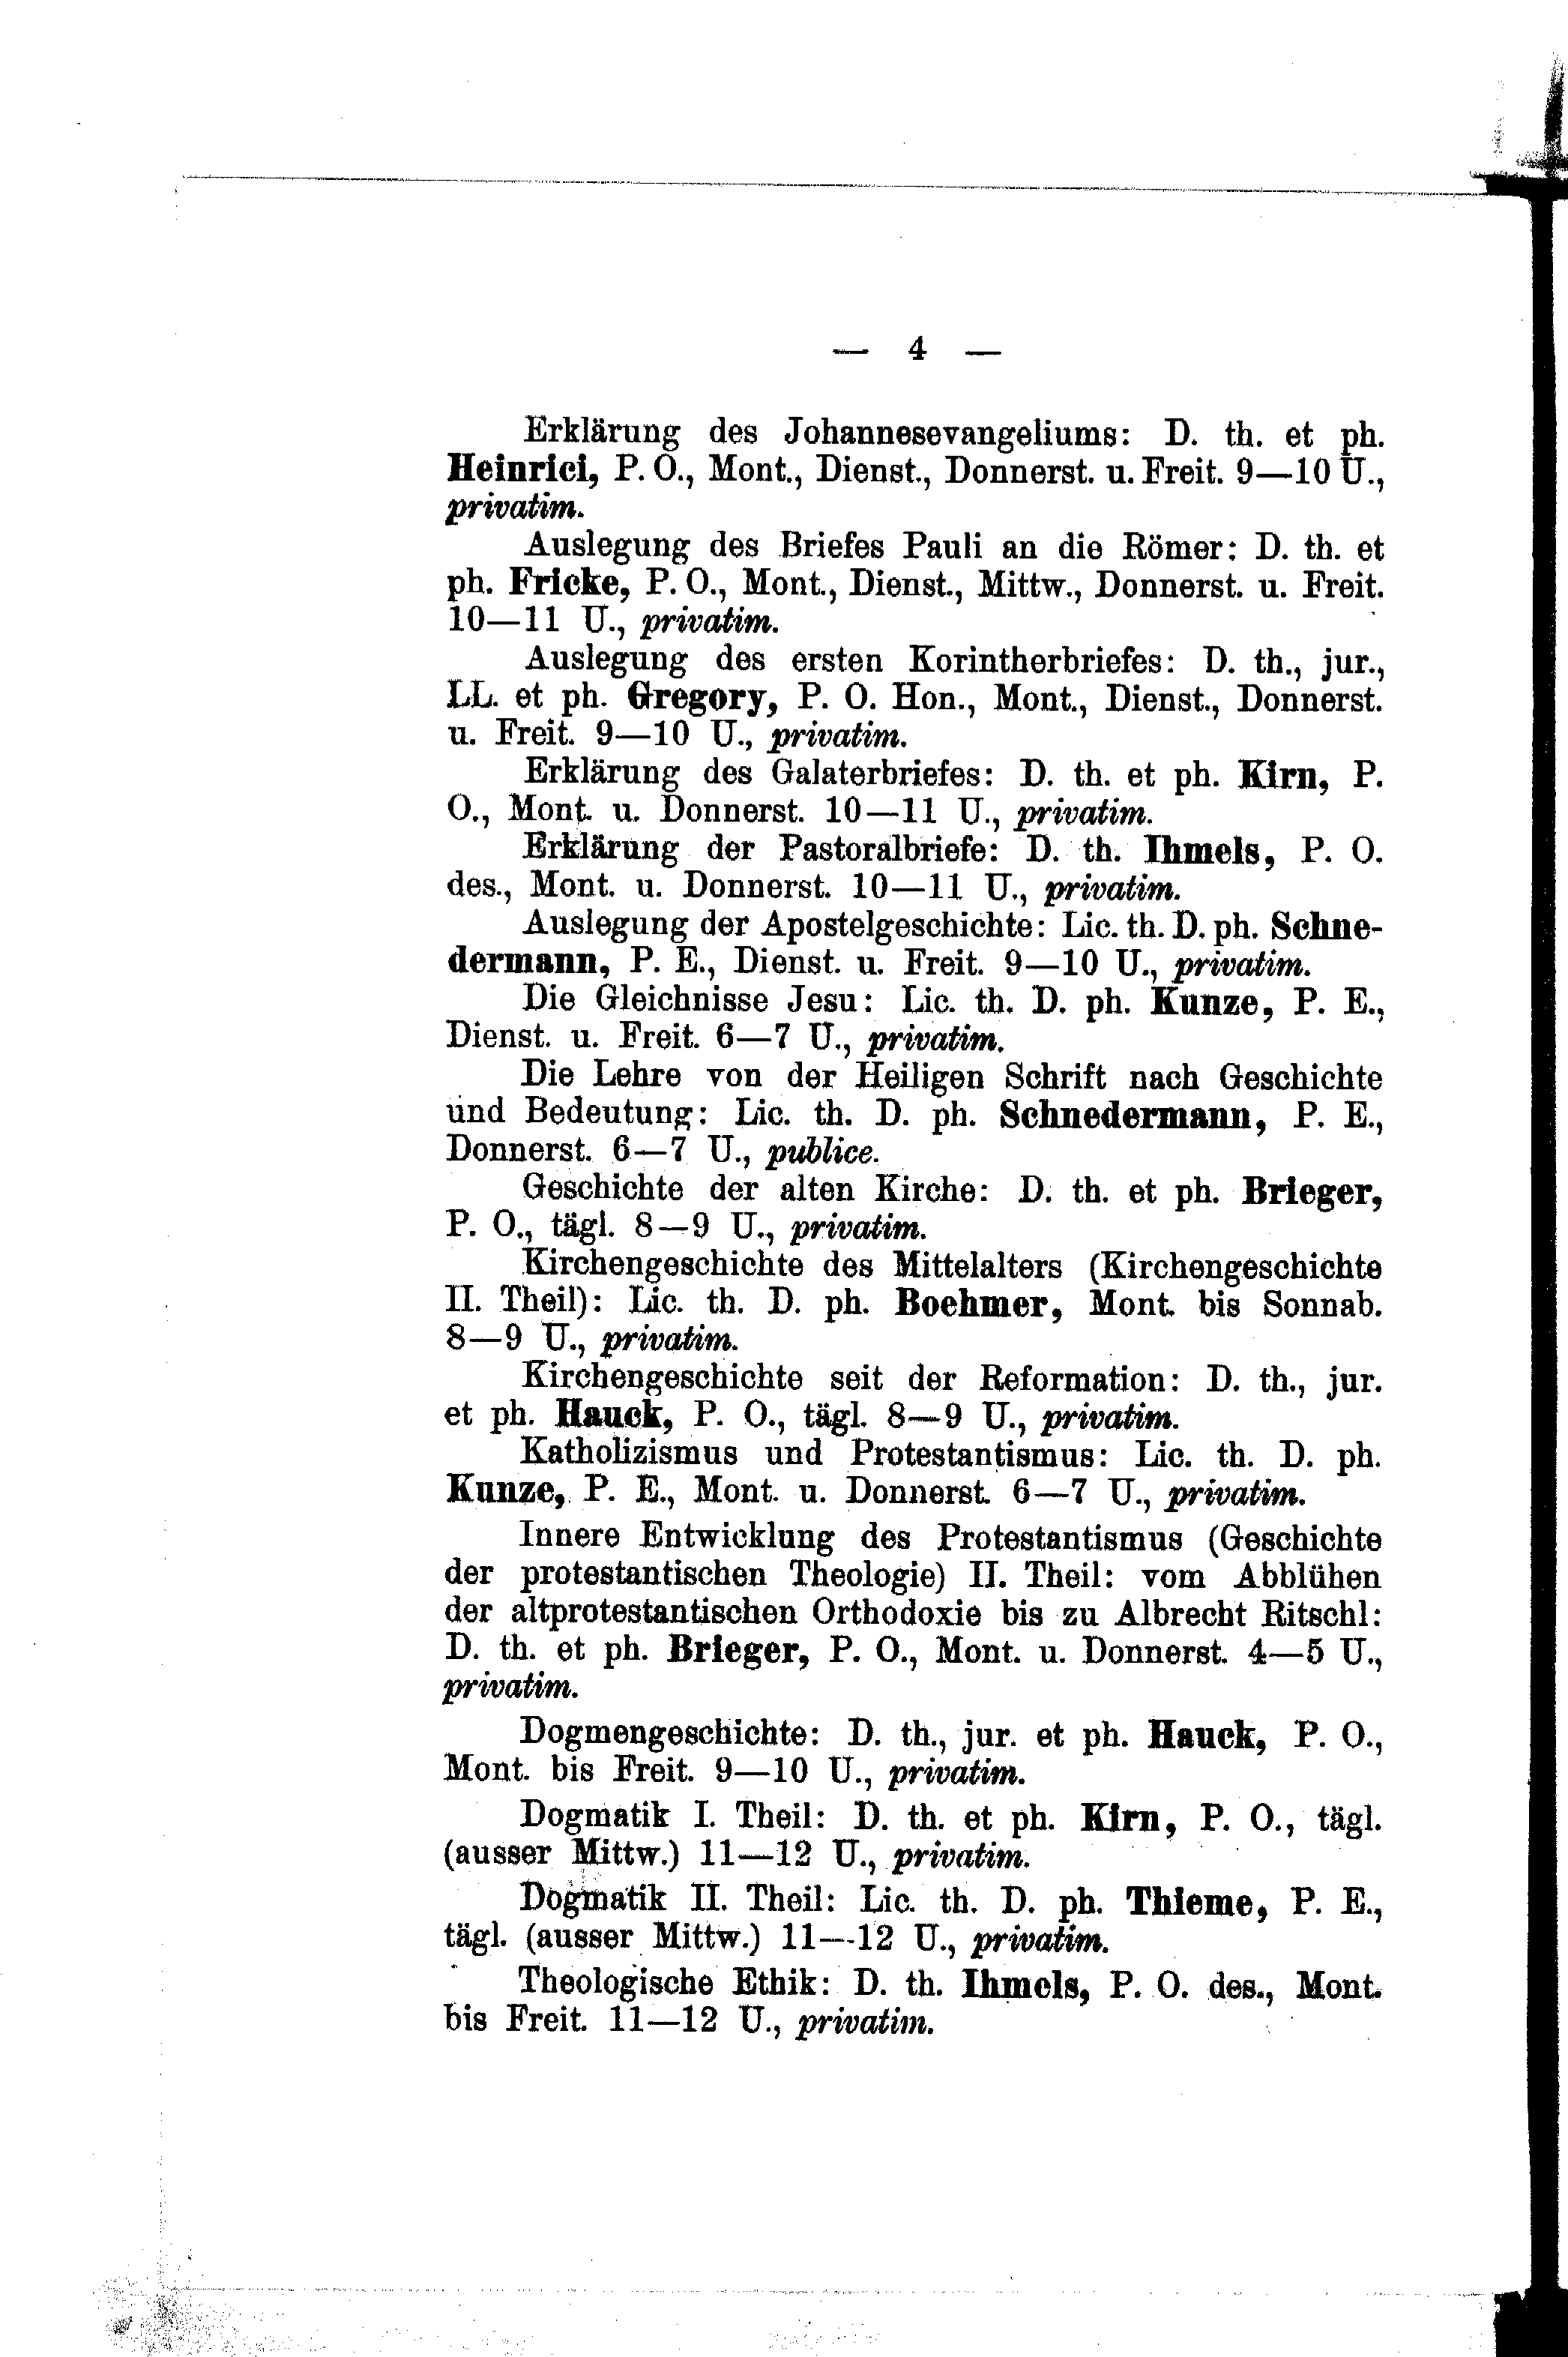 — 4 —
Erklärung des Johannesevangeliums: D. th. et ph.
Heinrici, P. O., Mont., Dienst., Donnerst. u. Freit. 9—10 U.,
privatim.
Auslegung des Briefes Pauli an die Römer: D. th. et
ph. Fricke, P. O., Mont., Dienst., Mittw., Donnerst. u. Freit.
10—11 U., privatim.
Auslegung des ersten Korintherbriefes: D. th., jur.,
LL. et ph. Gregory, P. O. Hon., Mont., Dienst., Donnerst.
u. Freit. 9—10 U., privatim.
Erklärung des Galaterbriefes: D. th. et ph. Kirn, P.
O., Mont. u. Donnerst. 10—11 U., privatim.
Erklärung der Pastoralbriefe: D. th. Ihmels, P. O.
des., Mont. u. Donnerst. 10—11 U., privatim.
Auslegung der Apostelgeschichte: Lic. th. D. ph. Schne-
dermann, P. E., Dienst. u. Freit. 9—10 U., privatim.
Die Gleichnisse Jesu: Lic. th. D. ph. Kunze, P. E.,
Dienst. u. Freit. 6—7 U., privatim.
Die Lehre von der Heiligen Schrift nach Geschichte
und Bedeutung: Lic. th. D. ph. Schnedermann, P. E.,
Donnerst. 6—7 U., publice.
Geschichte der alten Kirche: D. th. et ph. Brieger,
P. O., tägl. 8—9 U., privatim.
Kirchengeschichte des Mittelalters (Kirchengeschichte
II. Theil): Lic. th. D. ph. Boehmer, Mont. bis Sonnab.
8—9 U., privatim.
Kirchengeschichte seit der Reformation: D. th., jur.
et ph. Hauck, P. O., tägl. 8—9 U., privatim.
Katholizismus und Protestantismus: Lic. th. D. ph.
Kunze, P. E., Mont. u. Donnerst. 6—7 U., privatim.
Innere Entwicklung des Protestantismus (Geschichte
der protestantischen Theologie) II. Theil: vom Abblühen
der altprotestantischen Orthodoxie bis zu Albrecht Ritschl:
D. th. et ph. Brieger, P. O., Mont. u. Donnerst. 4—5 U.,
privatim.
Dogmengeschichte: D. th., jur. et ph. Hauck, P. O.,
Mont. bis Freit. 9—10 U., privatim.
Dogmatik I. Theil: D. th. et ph. Kirn, P. O., tägl.
(ausser Mittw.) 11—12 U., privatim.
Dogmatik II. Theil: Lic. th. D. ph. Thieme, P. E.,
tägl. (ausser Mittw.) 11—12 U., privatim.
Theologische Ethik: D. th. Ihmels, P. O. des., Mont.
bis Freit. 11—12 U., privatim.